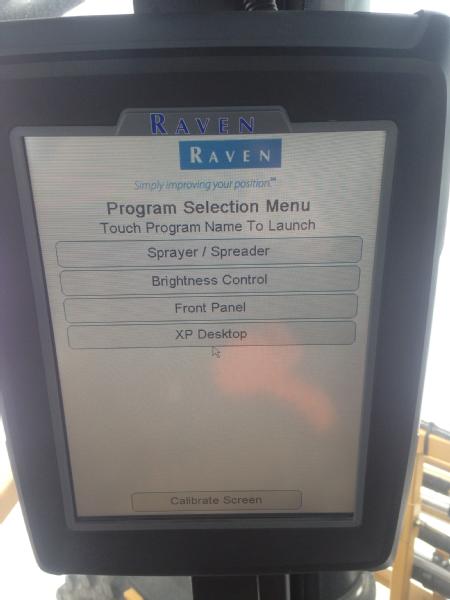 RAVEN
RAVEN
Simply improving your position.℠
Program Selection Menu
Touch Program Name To Launch
Sprayer / Spreader
Brightness Control
Front Panel
XP Desktop
Calibrate Screen